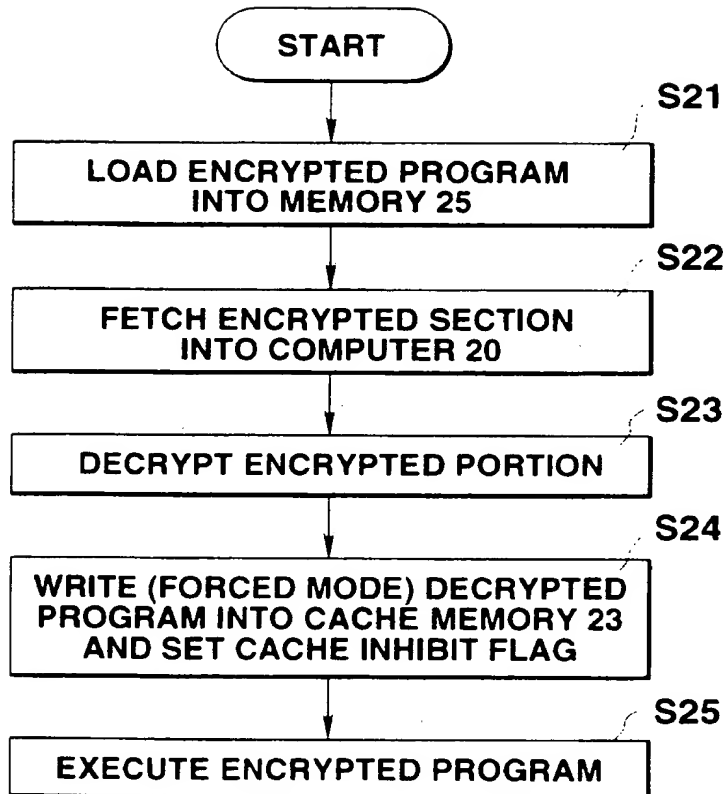 START
S21
LOAD ENCRYPTED PROGRAM
INTO MEMORY 25
S22
FETCH ENCRYPTED SECTION
INTO COMPUTER 20
S23
DECRYPT ENCRYPTED PORTION
S24
WRITE (FORCED MODE) DECRYPTED
PROGRAM INTO CACHE MEMORY 23
AND SET CACHE INHIBIT FLAG
S25
EXECUTE ENCRYPTED PROGRAM